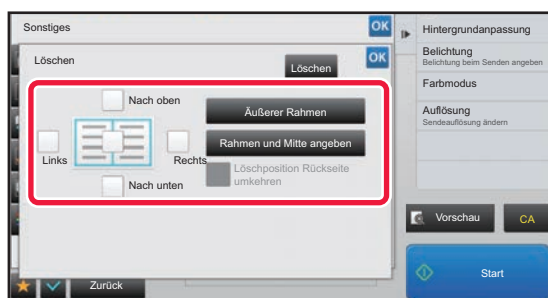 Sonstiges
OK
Löschen
Löschen
OK
Nach oben
Links
Rechts
Nach unten
Äußerer Rahmen
Rahmen und Mitte angeben
Löschposition Rückseite
umkehren
Zurück
Hintergrundanpassung
Belichtung
Belichtung beim Senden angeben
Farbmodus
Auflösung
Sendeauflösung ändern
Vorschau
CA
Start